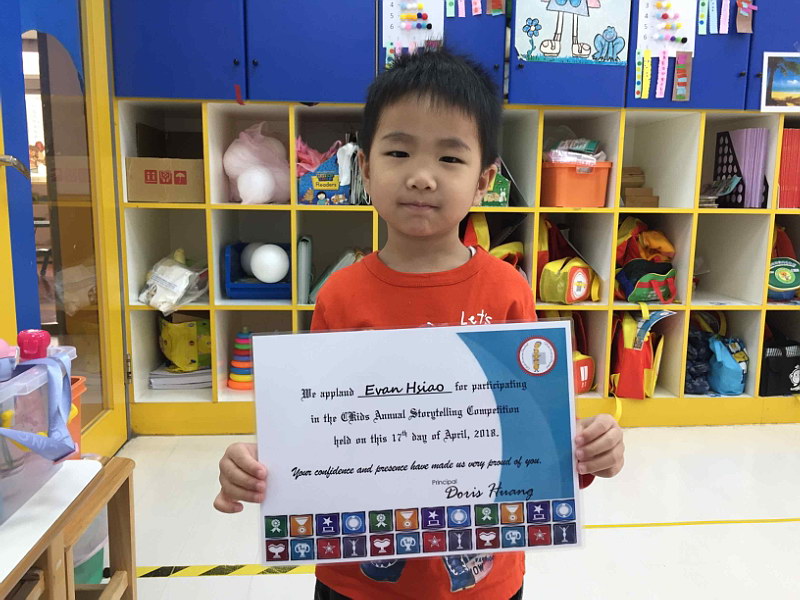 Readers
Let's
We applaud Evan Hsiao for participating
in the CKids Annual Storytelling Competition
held on this 17th day of April, 2018.
Your confidence and presence have made us very proud of you.
Principal
Doris Huang